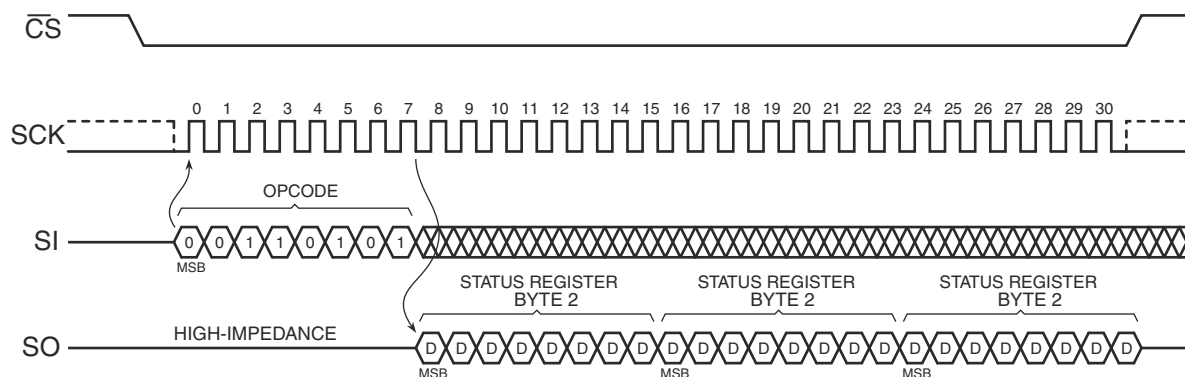 CS
SCK
0 1 2 3 4 5 6 7 8 9 10 11 12 13 14 15 16 17 18 19 20 21 22 23 24 25 26 27 28 29 30
OPCODE
SI
0 0 1 1 0 1 0 1
MSB
STATUS REGISTER
BYTE 2
STATUS REGISTER
BYTE 2
STATUS REGISTER
BYTE 2
SO
HIGH-IMPEDANCE
D D D D D D D D D D D D D D D D D D D D D D D D
MSB
MSB
MSB